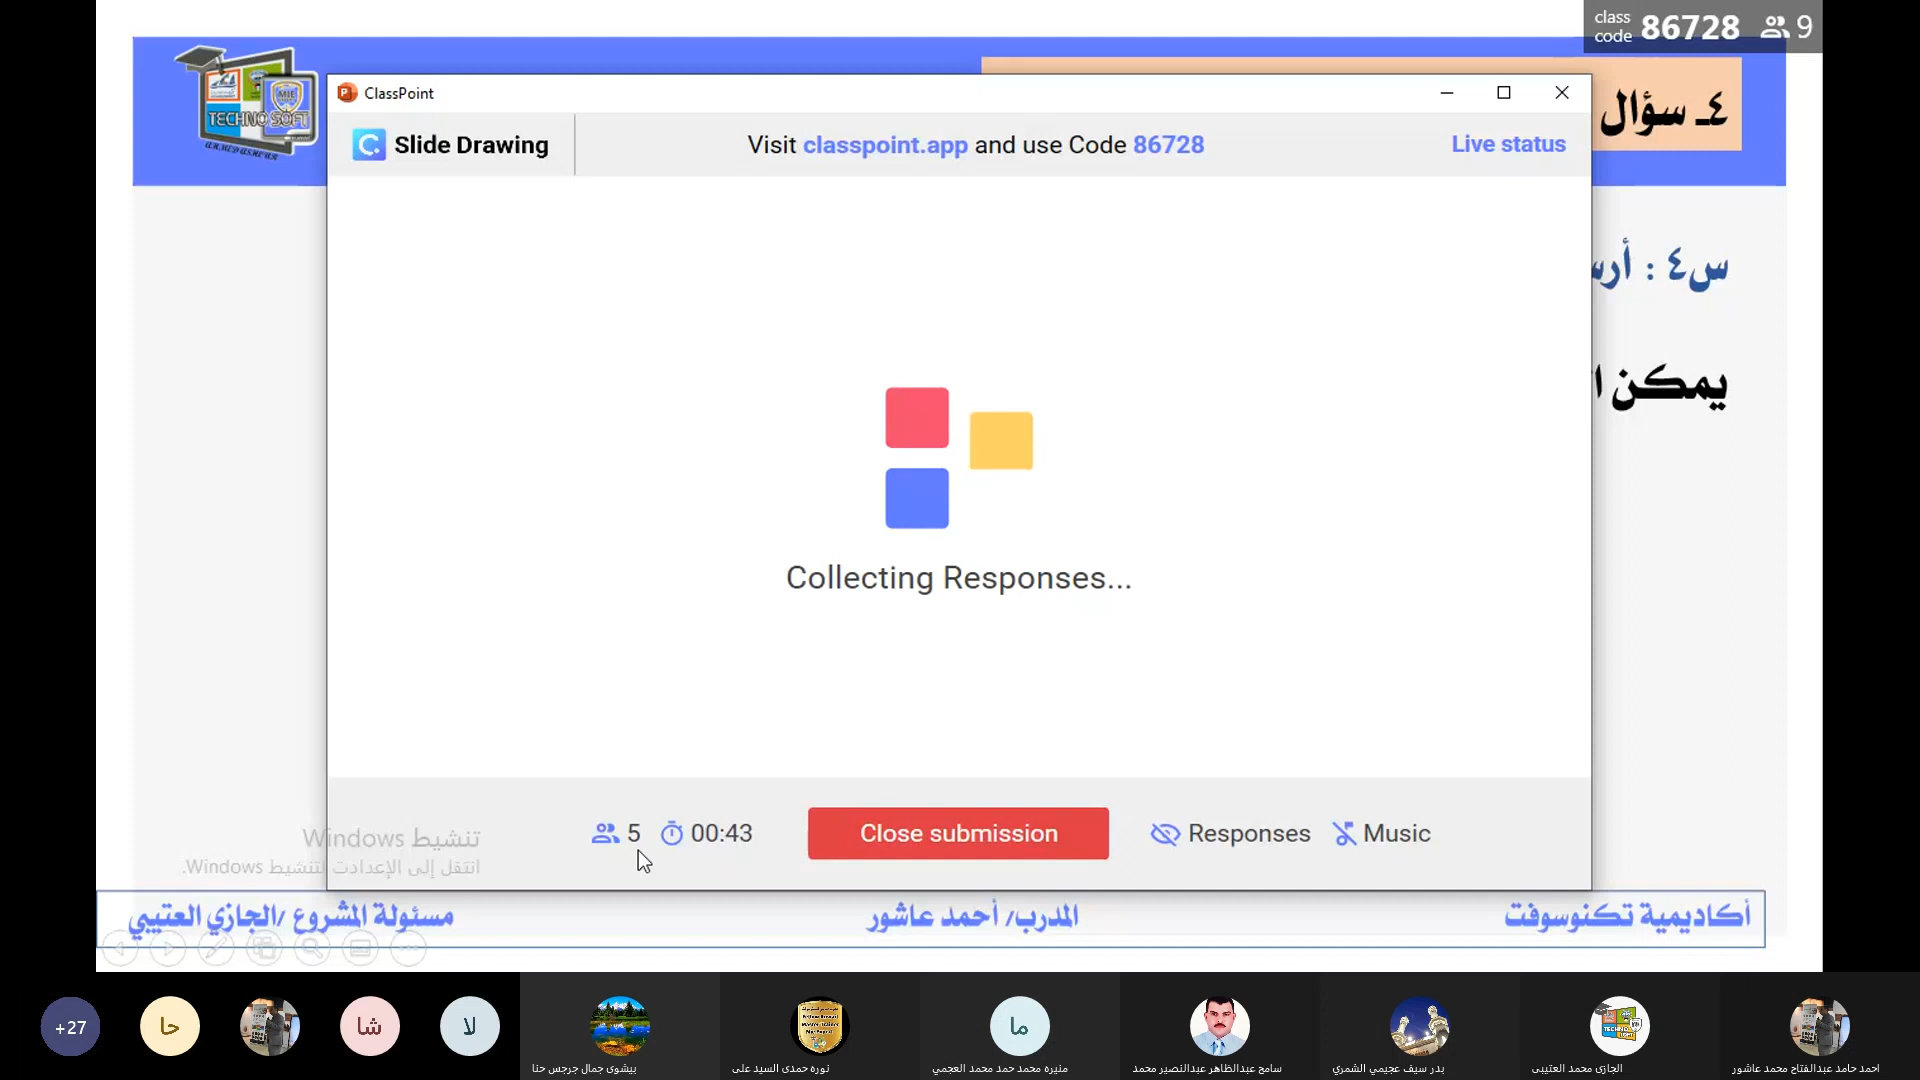 class
code 86728 9
TECHNO SOFT
MIE
٤ـ سؤال
ClassPoint
Slide Drawing
Visit classpoint.app and use Code 86728
Live status
س٤ : أرس
يمكن ا
Collecting Responses...
5 00:43
Close submission
Responses
Music
تنشيط Windows
انتقل إلى الإعدادت لتنشيط Windows.
أكاديمية تكنوسوفت
المدرب/ أحمد عاشور
مسئولة المشروع /الجازي العتيبي
+27
حا
شا
لا
ما
بيشوى جمال جرجس حنا
نوره حمدى السيد على
منيره محمد حمد محمد العجمي
سامح عبدالظاهر عبدالنصير محمد
بدر سيف عجيمي الشمري
الجازى محمد العتيبى
احمد حامد عبدالفتاح محمد عاشور